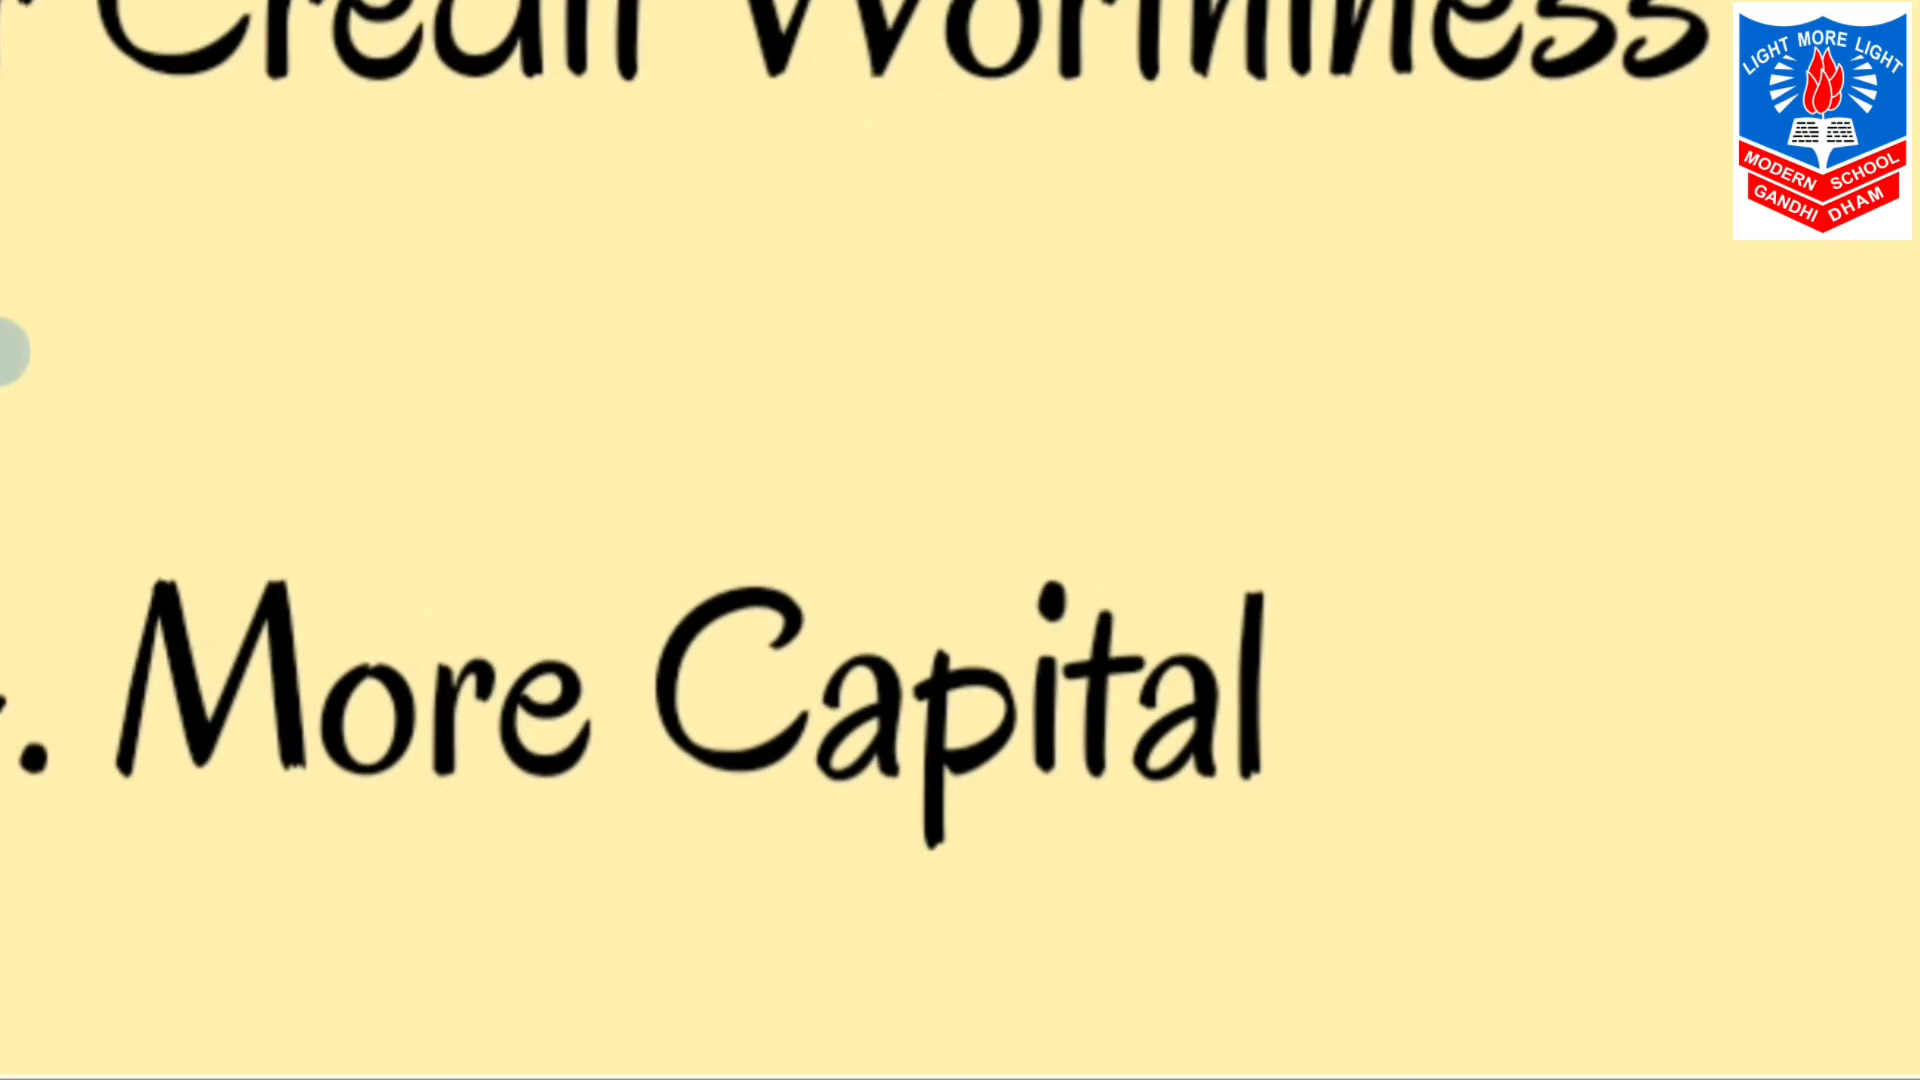 Credit Worthiness
. More Capital
LIGHT MORE LIGHT
MODERN SCHOOL
GANDHI DHAM